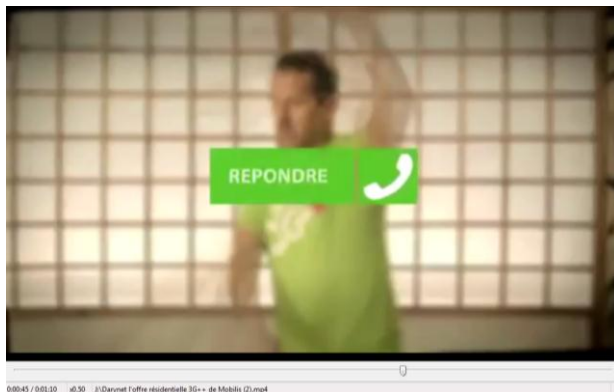 REPONDRE
0:00:45 / 0:01:10 x0.50 J:\Darynet l'offre résidentielle 3G++ de Mobilis (2).mp4